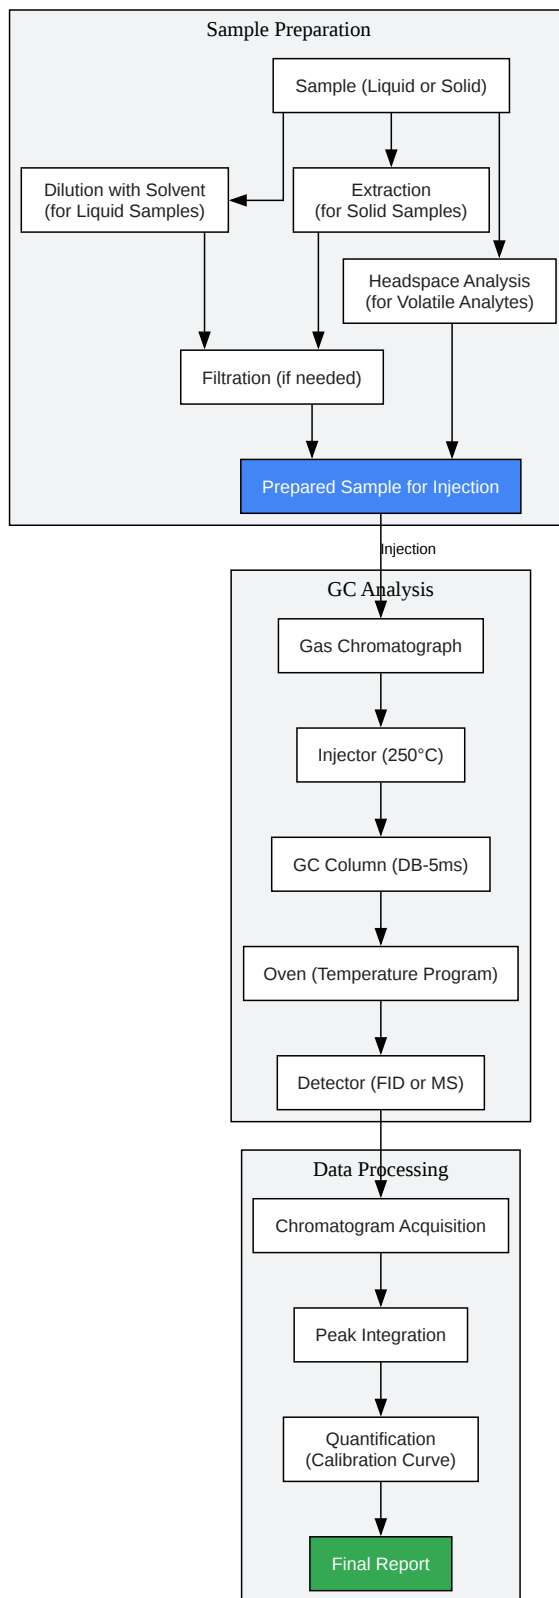 Sample Preparation
Sample (Liquid or Solid)
Dilution with Solvent
(for Liquid Samples)
Extraction
(for Solid Samples)
Headspace Analysis
(for Volatile Analytes)
Filtration (if needed)
Prepared Sample for Injection
Injection
GC Analysis
Gas Chromatograph
Injector (250°C)
GC Column (DB-5ms)
Oven (Temperature Program)
Detector (FID or MS)
Data Processing
Chromatogram Acquisition
Peak Integration
Quantification
(Calibration Curve)
Final Report